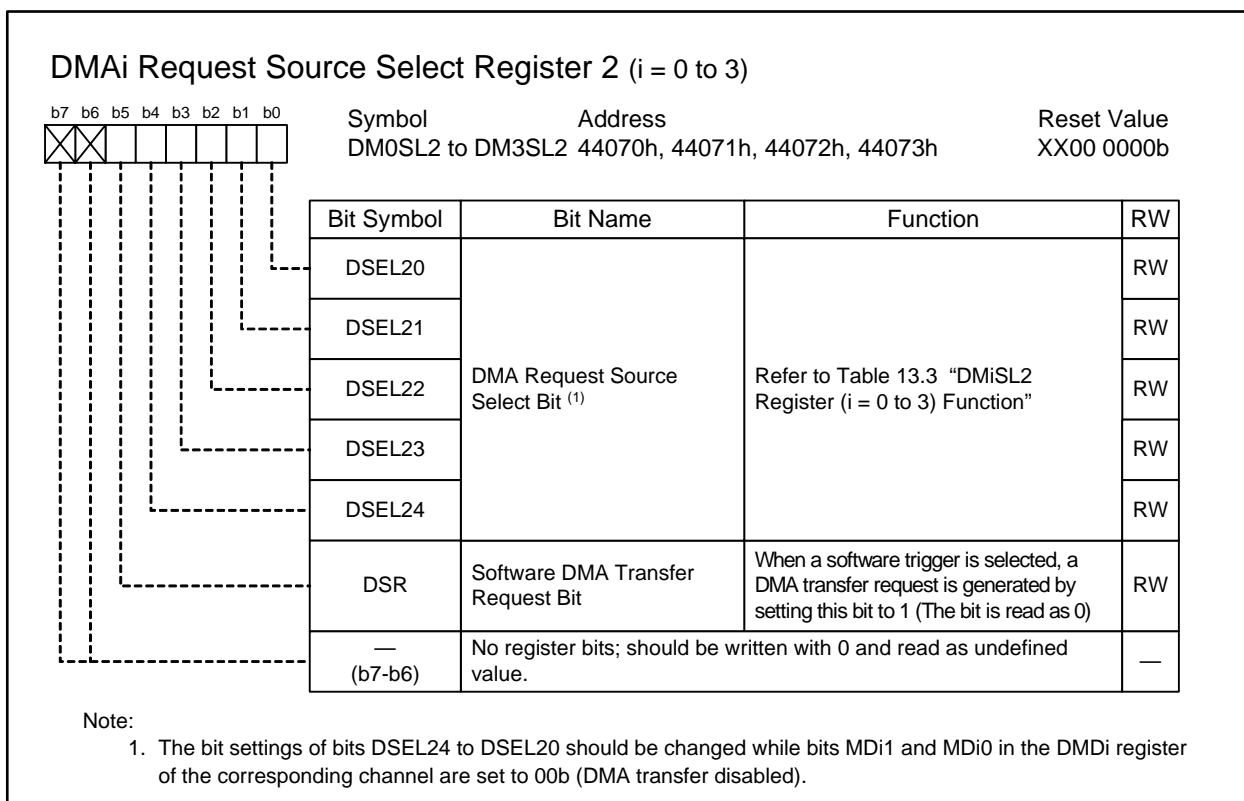 DMAi Request Source Select Register 2 (i = 0 to 3)
b7 b6 b5 b4 b3 b2 b1 b0
Symbol Address Reset Value
DM0SL2 to DM3SL2 44070h, 44071h, 44072h, 44073h XX00 0000b
Bit Symbol Bit Name Function RW
DSEL20 RW
DSEL21 RW
DSEL22 RW
DSEL23 RW
DSEL24 RW
DMA Request Source
Select Bit (1)
Refer to Table 13.3 “DMiSL2
Register (i = 0 to 3) Function”
DSR
Software DMA Transfer
Request Bit
When a software trigger is selected, a
DMA transfer request is generated by
setting this bit to 1 (The bit is read as 0)
RW
—
(b7-b6)
No register bits; should be written with 0 and read as undefined
value.
—
Note:
1. The bit settings of bits DSEL24 to DSEL20 should be changed while bits MDi1 and MDi0 in the DMDi register
of the corresponding channel are set to 00b (DMA transfer disabled).